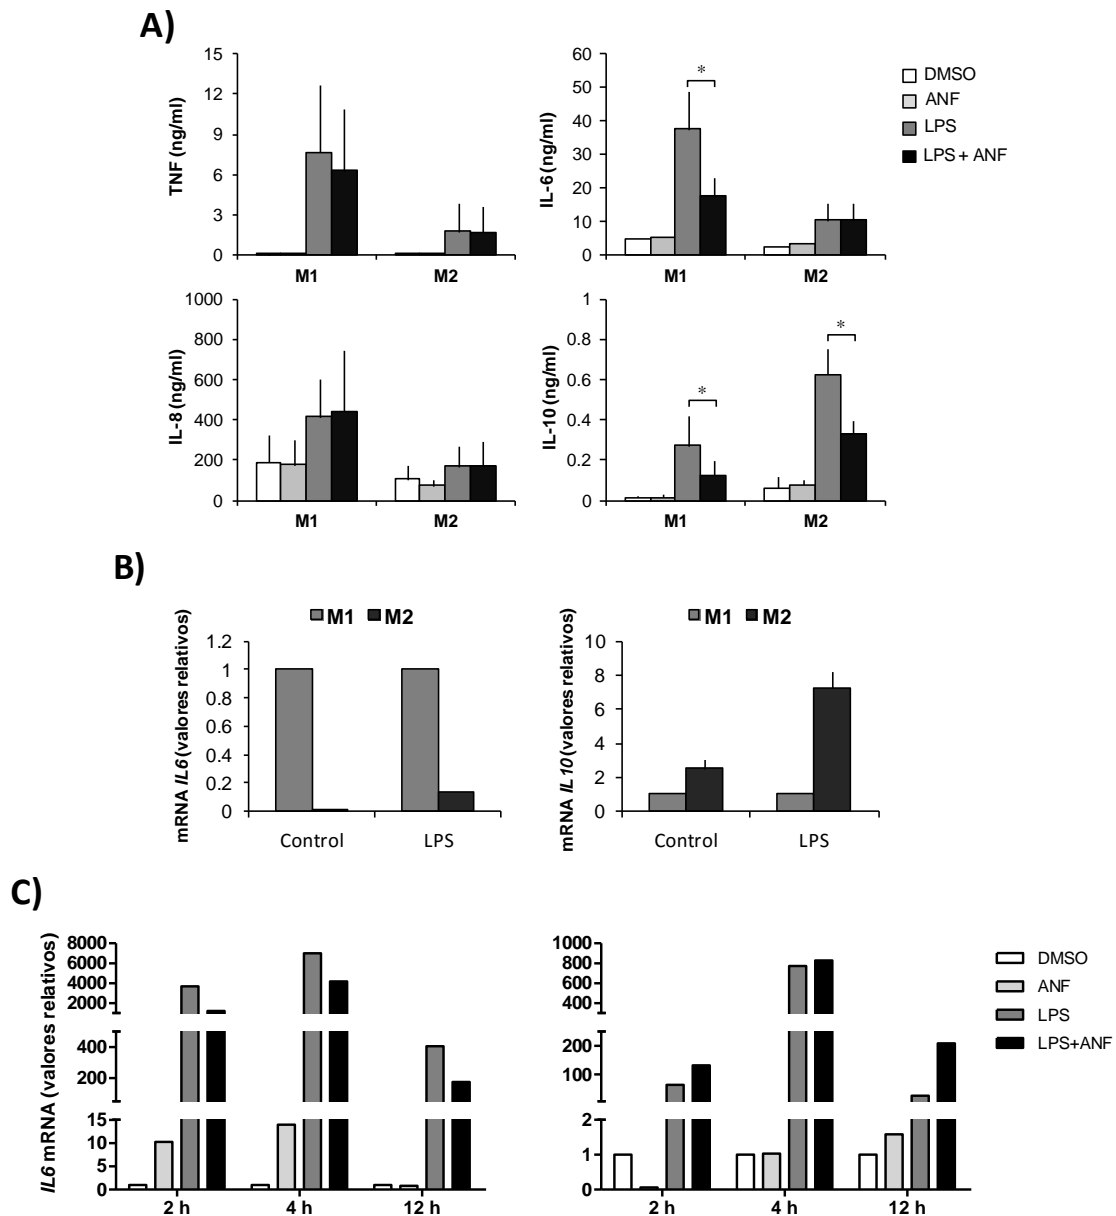 A)
TNF (ng/ml)
15
12
9
6
3
0
M1 M2
IL-6 (ng/ml)
60
50
40
30
20
10
0
*
M1 M2
DMSO
ANF
LPS
LPS + ANF
IL-8 (ng/ml)
1000
800
600
400
200
0
M1 M2
IL-10 (ng/ml)
1
0.8
0.6
0.4
0.2
0
*
*
M1 M2
B)
M1 M2
mRNA IL6 (valores relativos)
1.2
1
0.8
0.6
0.4
0.2
0
Control LPS
M1 M2
mRNA IL10 (valores relativos)
10
8
6
4
2
0
Control LPS
C)
IL6 mRNA (valores relativos)
8000
6000
4000
2000
400
200
15
10
5
0
2 h 4 h 12 h
1000
800
600
400
200
100
2
1
0
2 h 4 h 12 h
DMSO
ANF
LPS
LPS+ANF